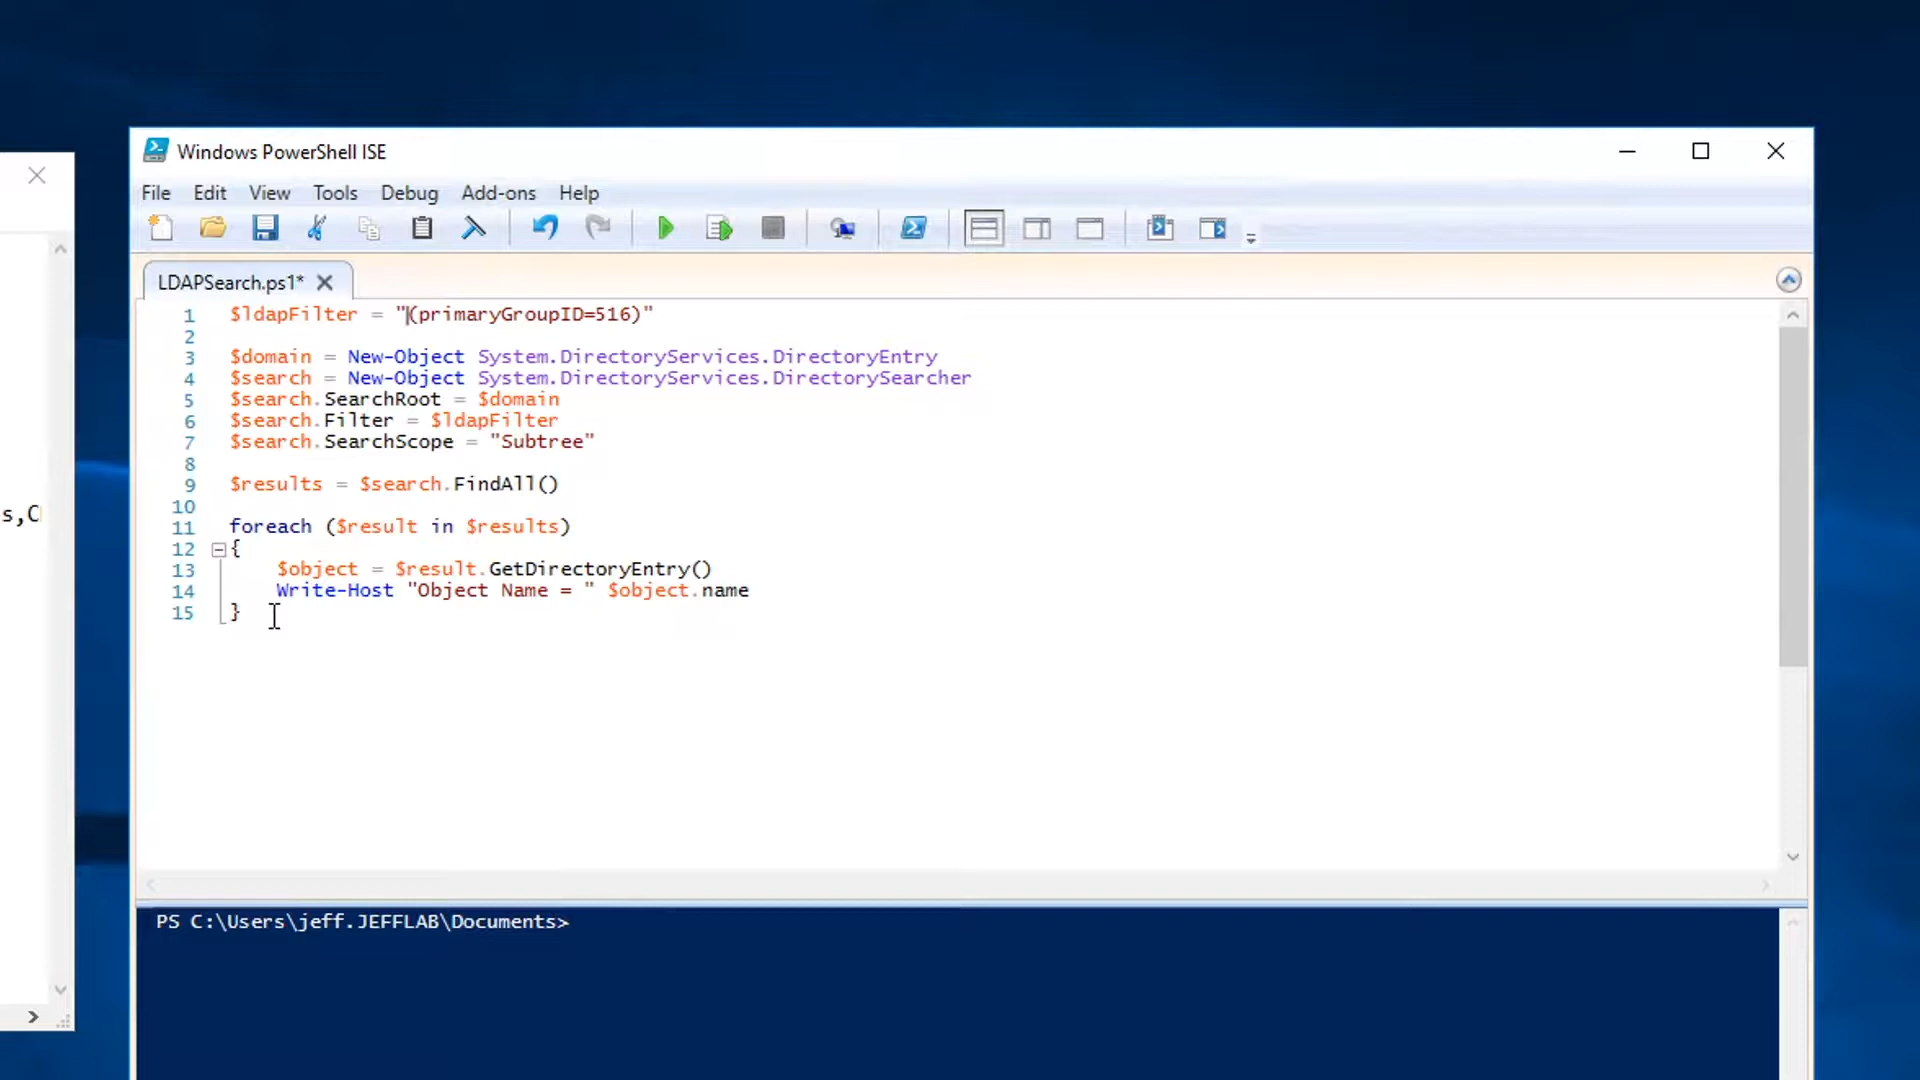 Windows PowerShell ISE
File Edit View Tools Debug Add-ons Help
LDAPSearch.ps1*
1 $ldapFilter = "(primaryGroupID=516)"
2
3 $domain = New-Object System.DirectoryServices.DirectoryEntry
4 $search = New-Object System.DirectoryServices.DirectorySearcher
5 $search.SearchRoot = $domain
6 $search.Filter = $ldapFilter
7 $search.SearchScope = "Subtree"
8
9 $results = $search.FindAll()
10
11 foreach ($result in $results)
12 {
13 $object = $result.GetDirectoryEntry()
14 Write-Host "Object Name = " $object.name
15 }
s,C
PS C:\Users\jeff.JEFFLAB\Documents>